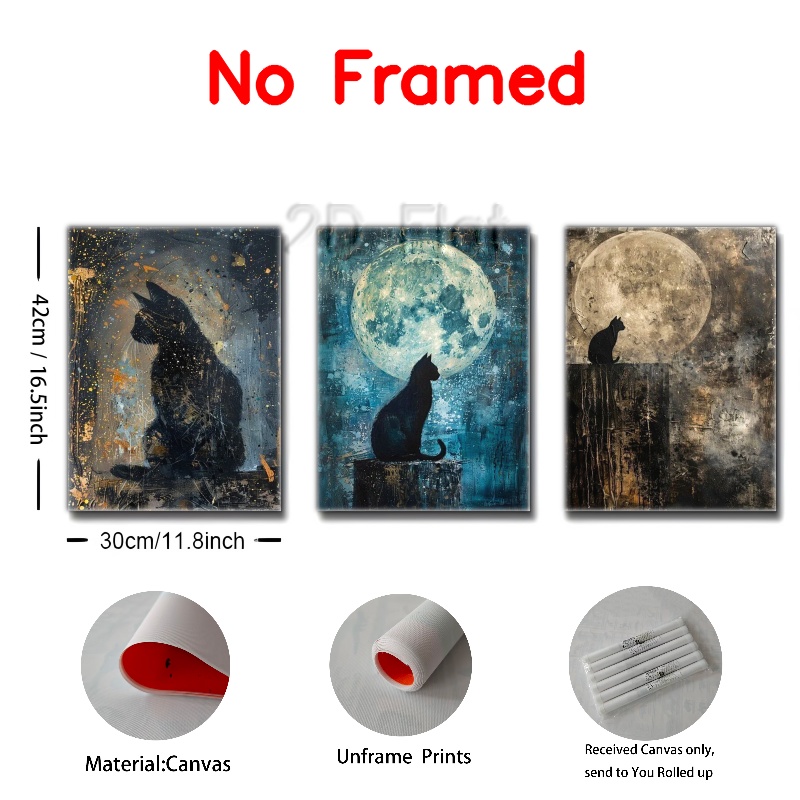 No Framed
2D Flat
42cm / 16.5inch
30cm/11.8inch
Material:Canvas
Unframe Prints
Received Canvas only,
send to You Rolled up